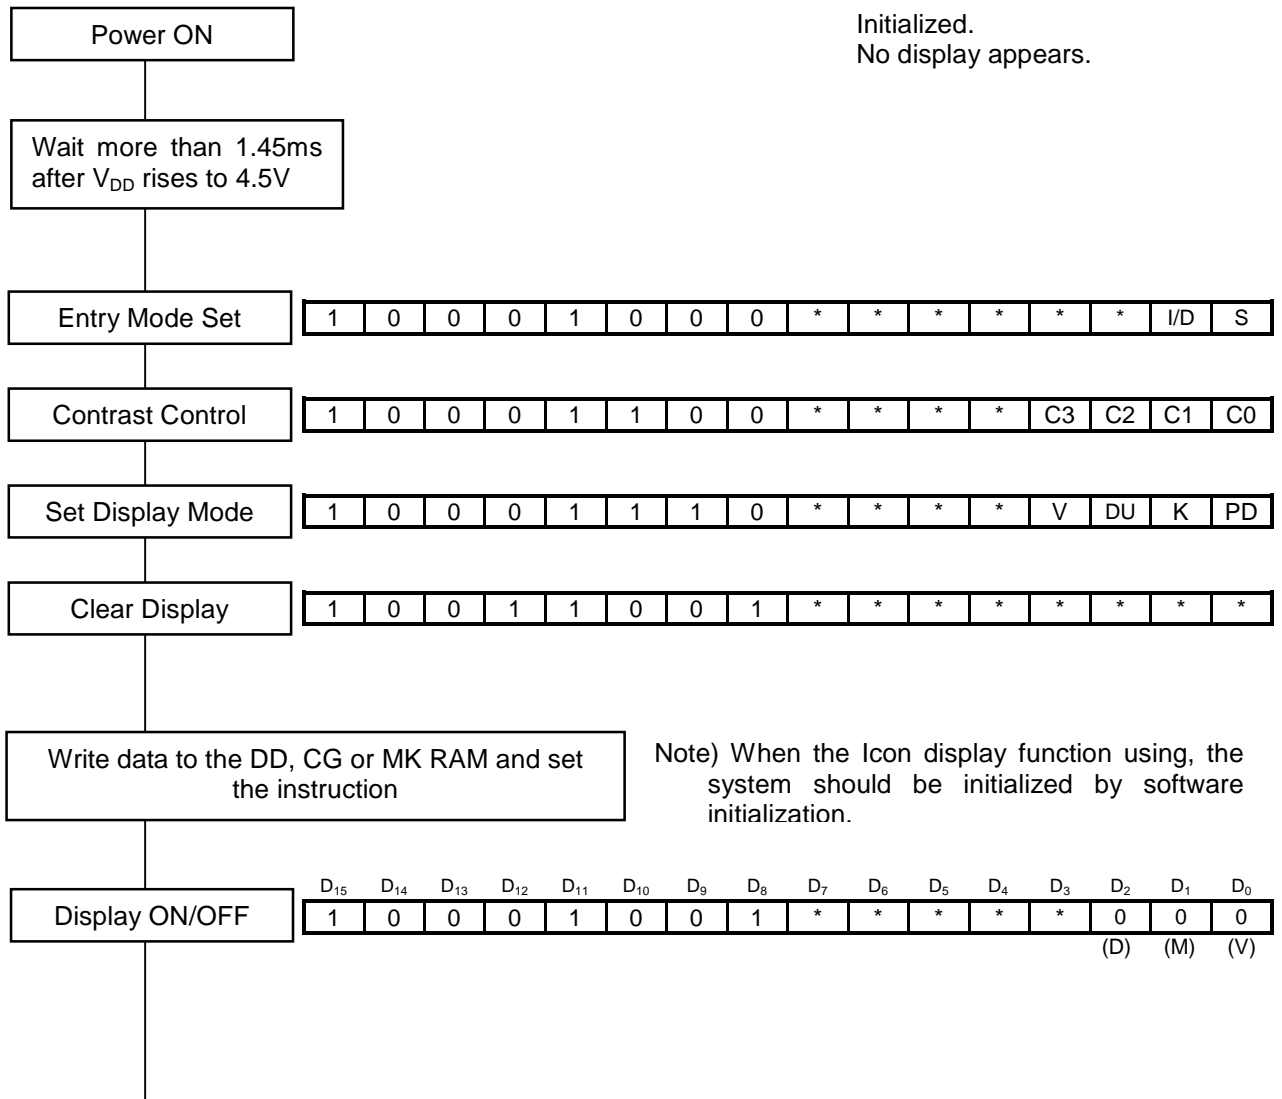 Power ON
Initialized.
No display appears.
Wait more than 1.45ms
after VDD rises to 4.5V
Entry Mode Set 1 0 0 0 1 0 0 0 * * * * * * I/D S
Contrast Control 1 0 0 0 1 1 0 0 * * * * C3 C2 C1 C0
Set Display Mode 1 0 0 0 1 1 1 0 * * * * V DU K PD
Clear Display 1 0 0 1 1 0 0 1 * * * * * * * *
Write data to the DD, CG or MK RAM and set
the instruction
Note) When the Icon display function using, the
system should be initialized by software
initialization.
D15 D14 D13 D12 D11 D10 D9 D8 D7 D6 D5 D4 D3 D2 D1 D0
Display ON/OFF 1 0 0 0 1 0 0 1 * * * * * 0 0 0
(D) (M) (V)